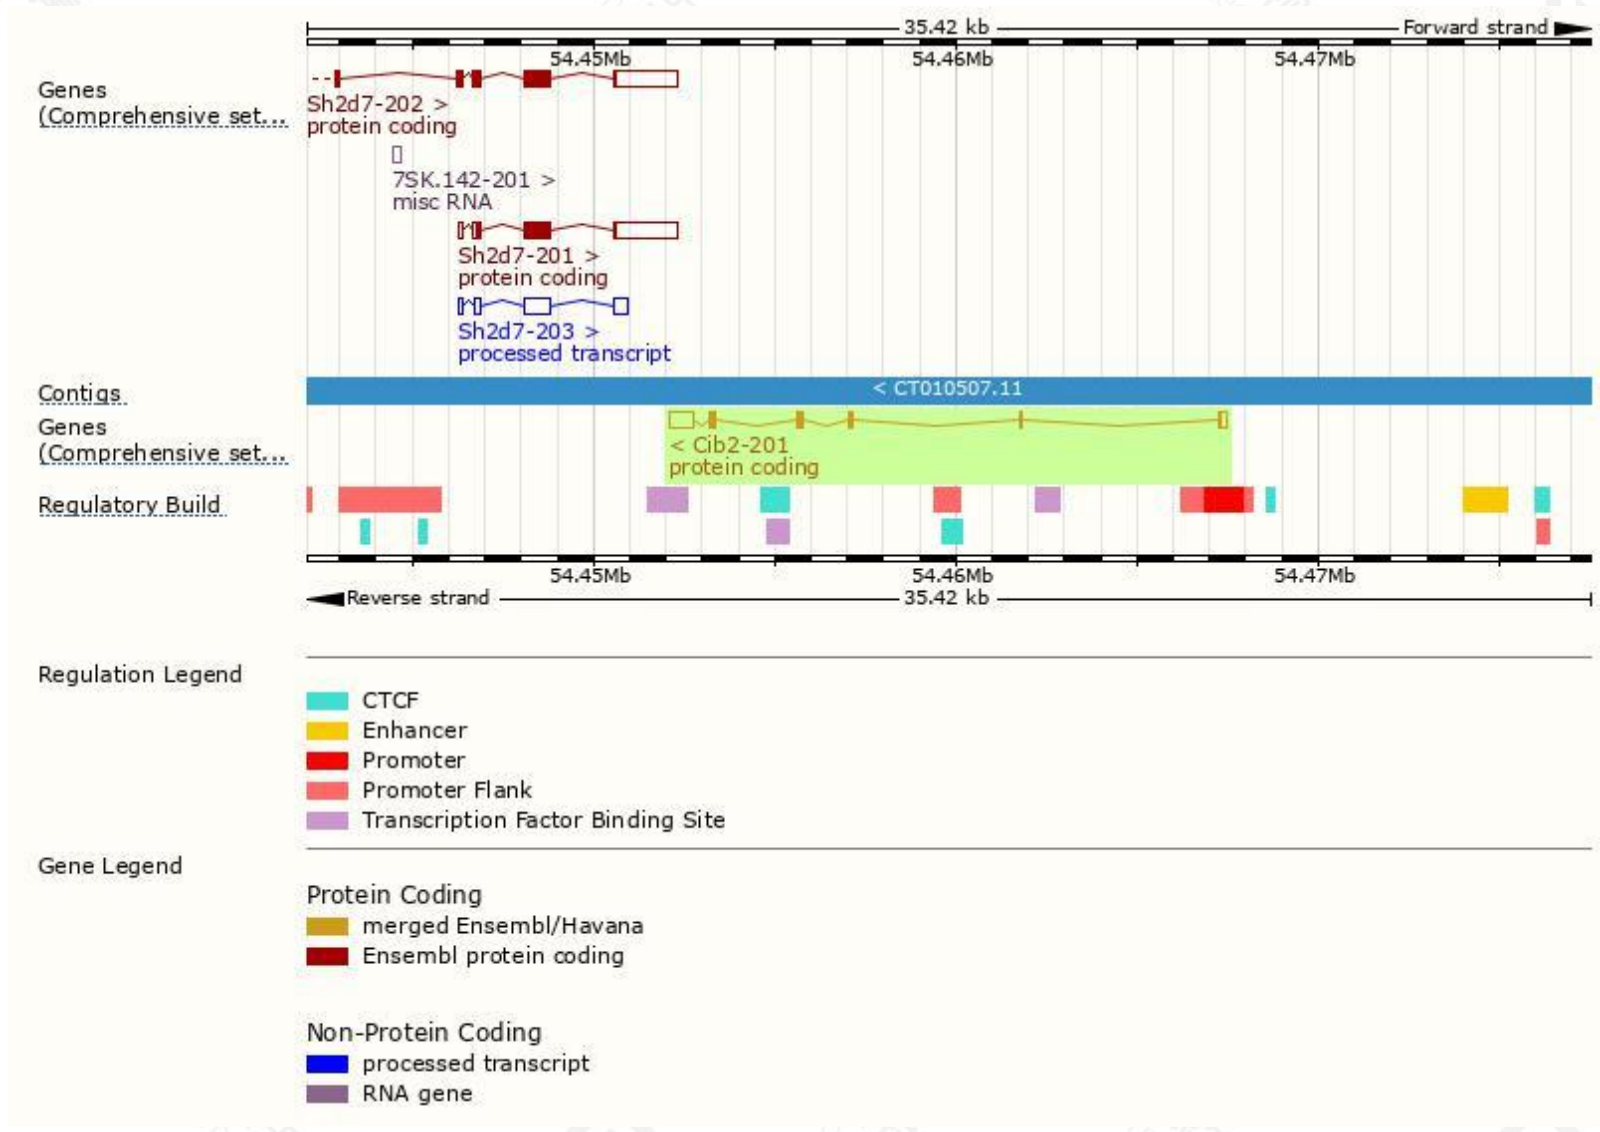 35.42 kb
Forward strand
54.45Mb 54.46Mb 54.47Mb
Genes
(Comprehensive set...
Sh2d7-202 >
protein coding
7SK.142-201 >
misc RNA
Sh2d7-201 >
protein coding
Sh2d7-203 >
processed transcript
Contigs
< CT010507.11
Genes
(Comprehensive set...
< Cib2-201
protein coding
Regulatory Build
54.45Mb 54.46Mb 54.47Mb
Reverse strand
35.42 kb
Regulation Legend
CTCF
Enhancer
Promoter
Promoter Flank
Transcription Factor Binding Site
Gene Legend
Protein Coding
merged Ensembl/Havana
Ensembl protein coding
Non-Protein Coding
processed transcript
RNA gene